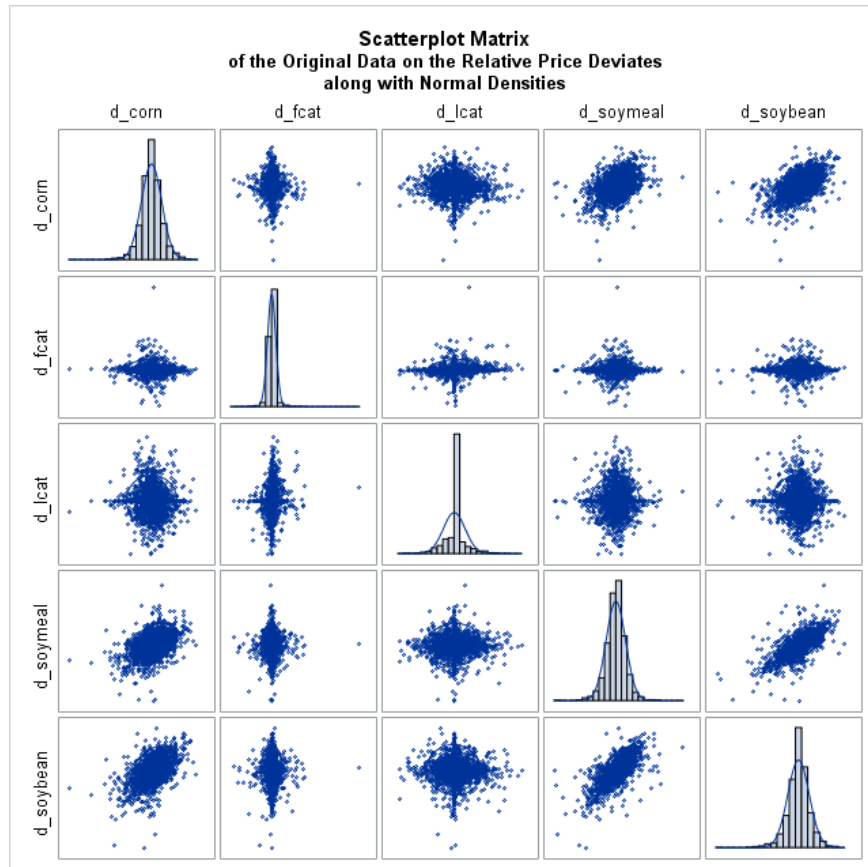 Scatterplot Matrix
of the Original Data on the Relative Price Deviates
along with Normal Densities
d_corn d_fcat d_lcat d_soymeal d_soybean
d_corn
d_fcat
d_lcat
d_soymeal
d_soybean